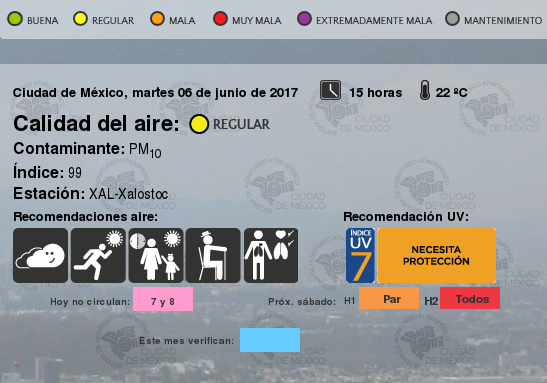 BUENA REGULAR MALA MUY MALA EXTREMADAMENTE MALA MANTENIMIENTO
Ciudad de México, martes 06 de junio de 2017 15 horas 22 ºC
Calidad del aire: REGULAR
Contaminante: PM10
Índice: 99
Estación: XAL-Xalostoc
Recomendaciones aire: Recomendación UV:
ÍNDICE UV 7 NECESITA PROTECCIÓN
Hoy no circulan: 7 y 8 Próx. sábado: H1 Par H2 Todos
Este mes verifican:
CIUDAD DE MÉXICO